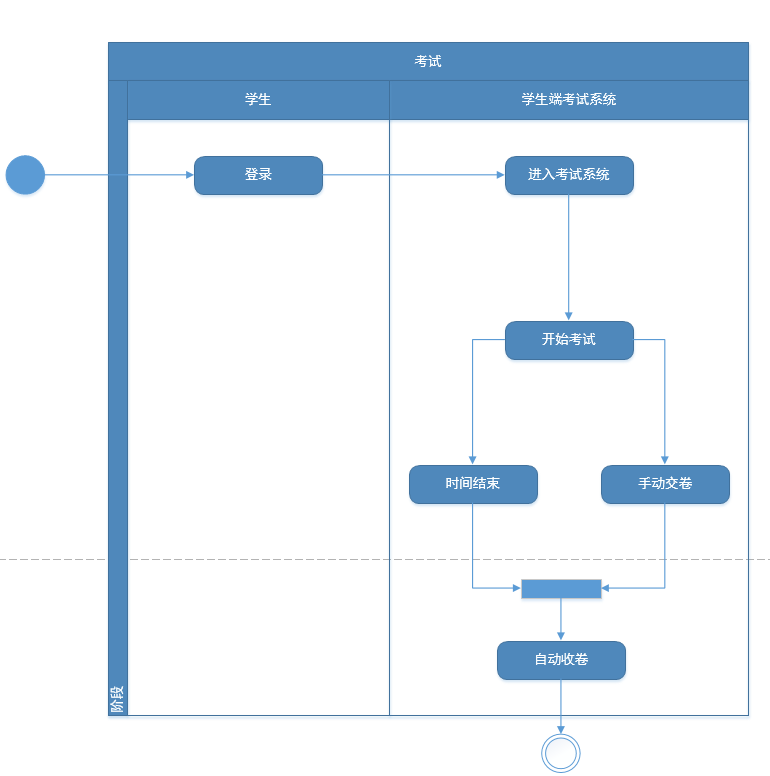 考试
学生
学生端考试系统
登录
进入考试系统
开始考试
时间结束
手动交卷
自动收卷
阶段